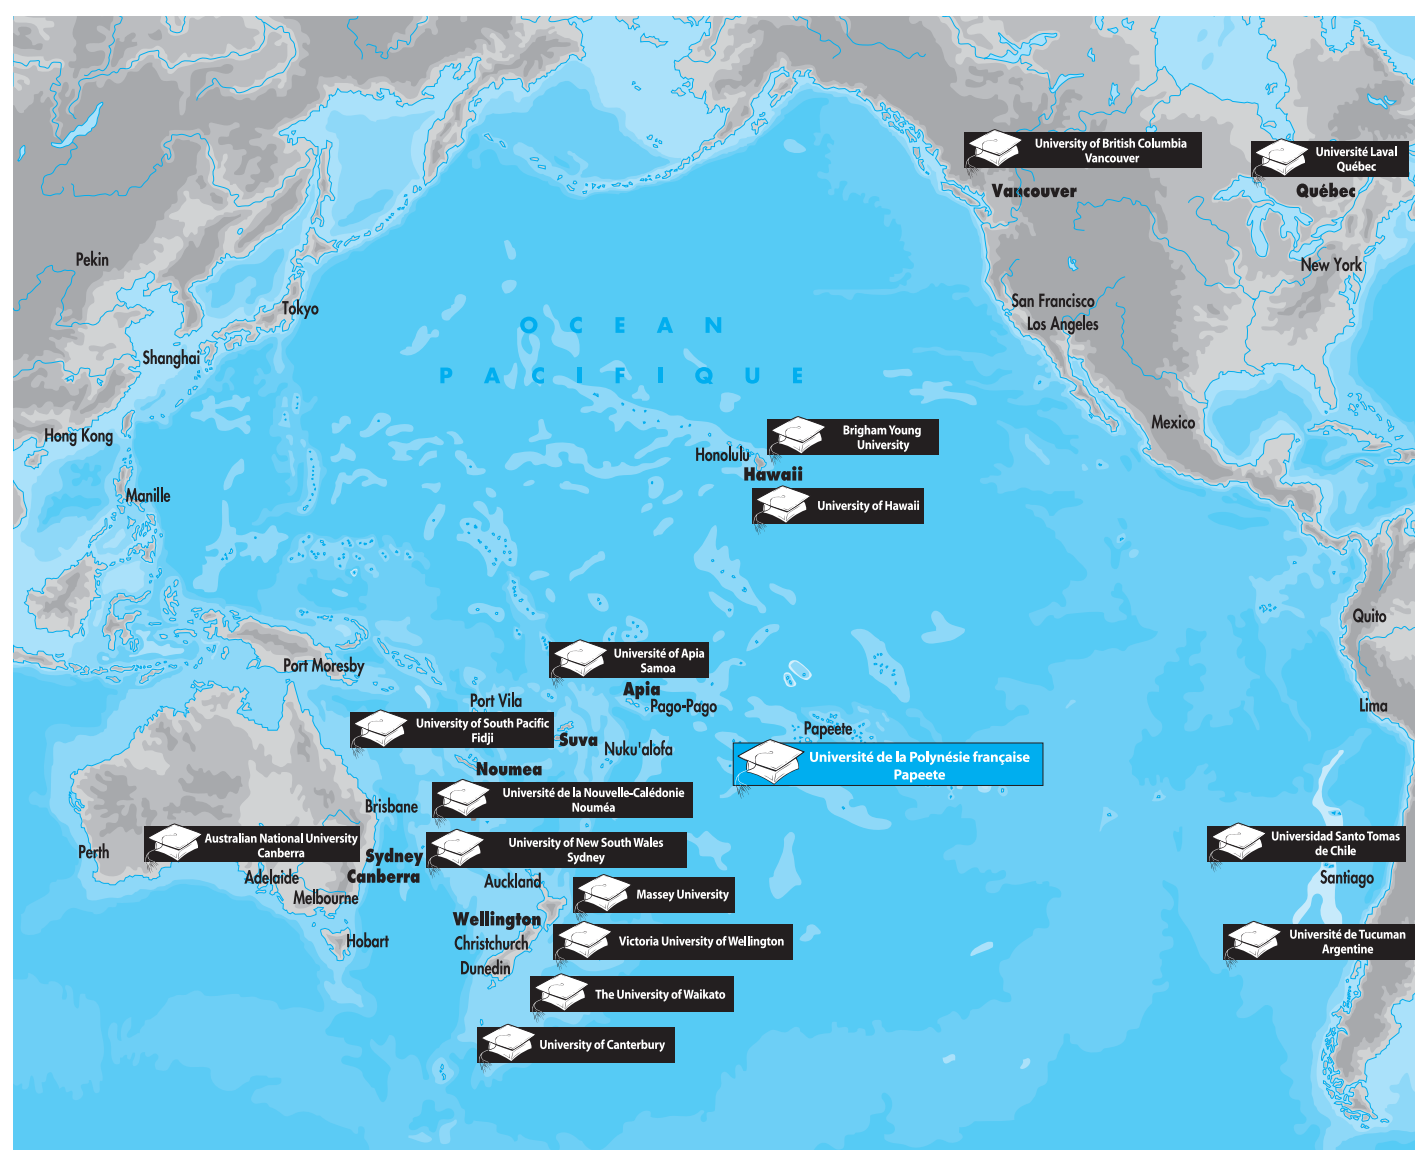 University of British Columbia
Vancouver
Université Laval
Québec
Vancouver
Québec
Pekin
New York
Tokyo
San Francisco
Los Angeles
OCEAN
Shanghai
PACIFIQUE
Mexico
Hong Kong
Brigham Young
University
Honolulu
Hawaii
Manille
University of Hawaii
Quito
Université of Apia
Samoa
Port Moresby
Apia
Port Vila
Pago-Pago
Lima
University of South Pacific
Fidji
Suva
Nuku'alofa
Papeete
Université de la Polynésie française
Papeete
Noumea
Université de la Nouvelle-Calédonie
Nouméa
Brisbane
Australian National University
Canberra
Perth
Sydney
University of New South Wales
Sydney
Universidad Santo Tomas
de Chile
Adelaide
Canberra
Auckland
Santiago
Melbourne
Massey University
Wellington
Hobart
Christchurch
Victoria University of Wellington
Université de Tucuman
Argentine
Dunedin
The University of Waikato
University of Canterbury